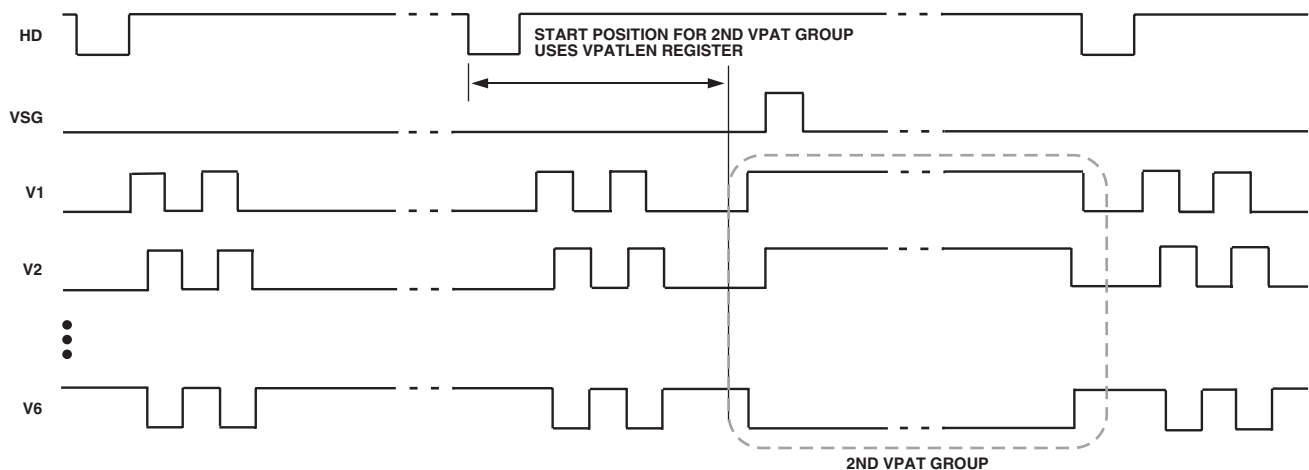 HD
START POSITION FOR 2ND VPAT GROUP
USES VPATLEN REGISTER
VSG
V1
V2
V6
2ND VPAT GROUP